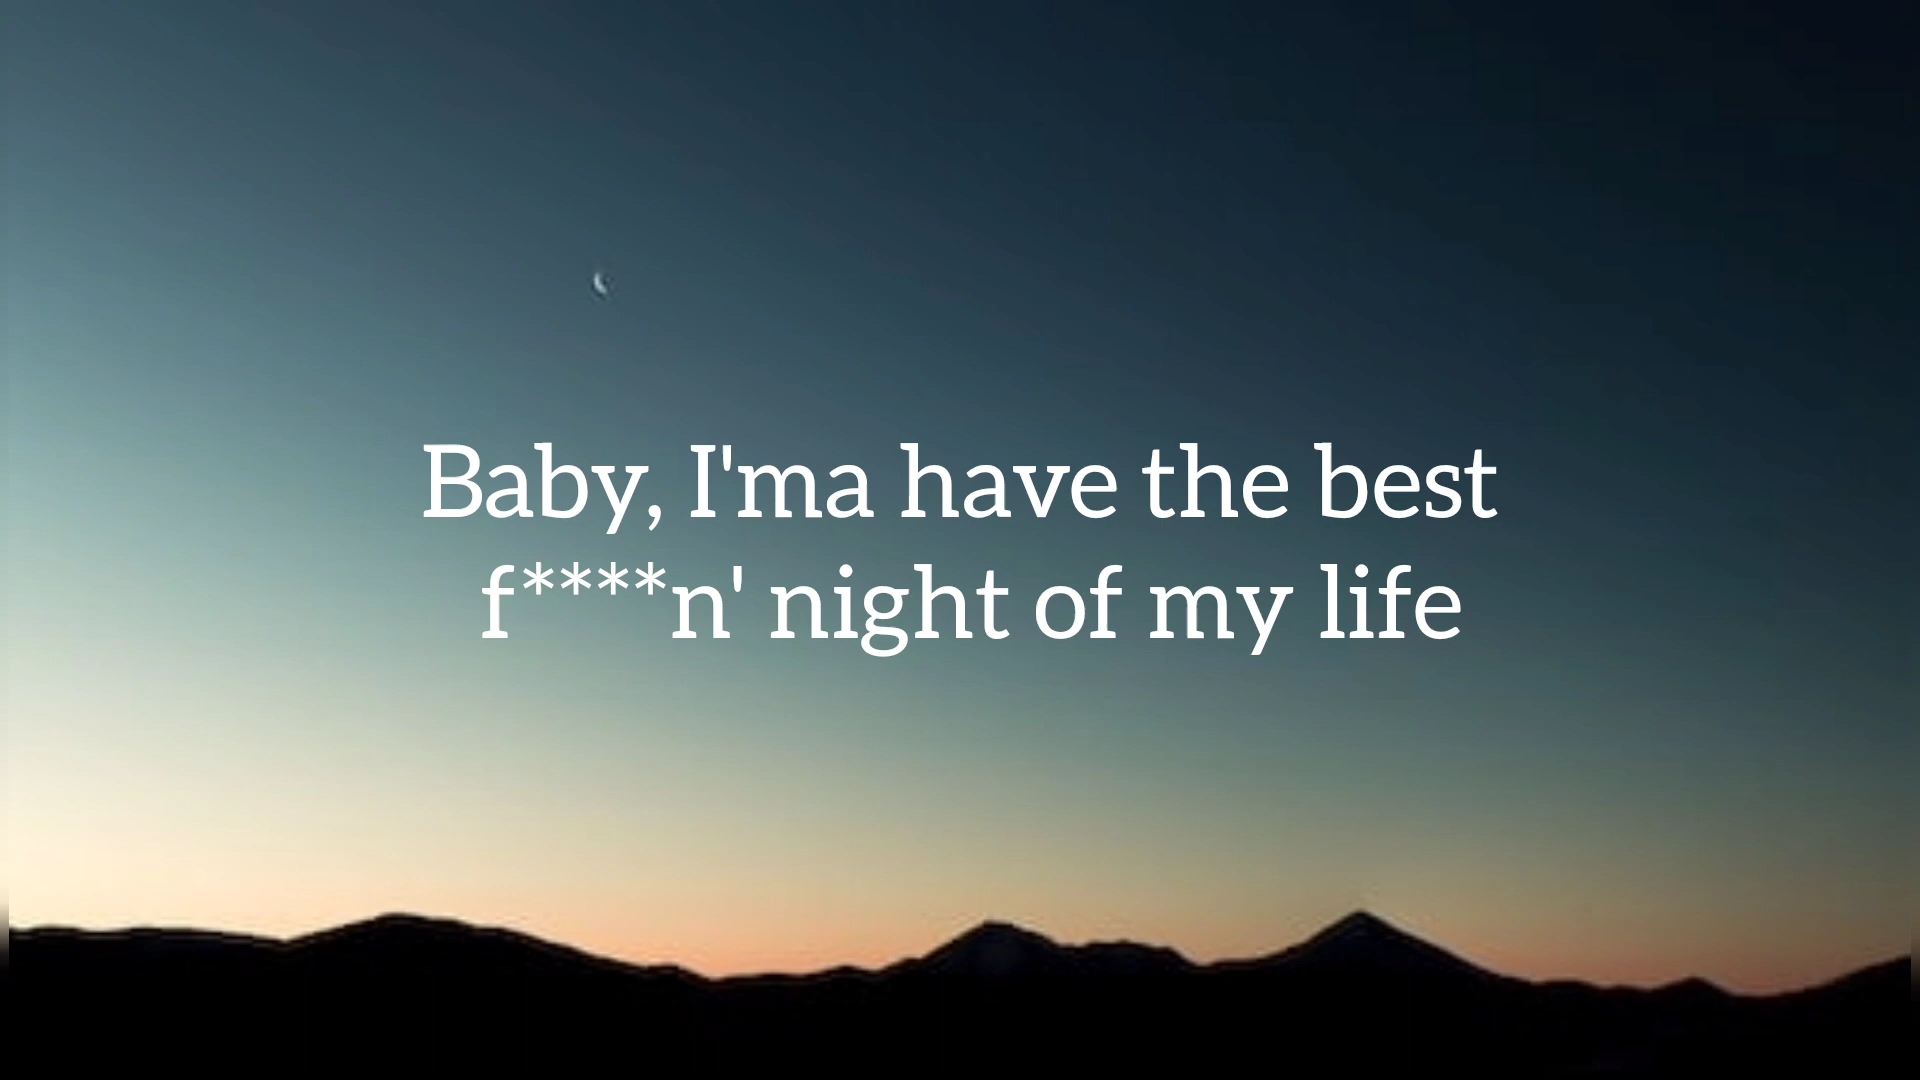 Baby, I'ma have the best
f****n' night of my life